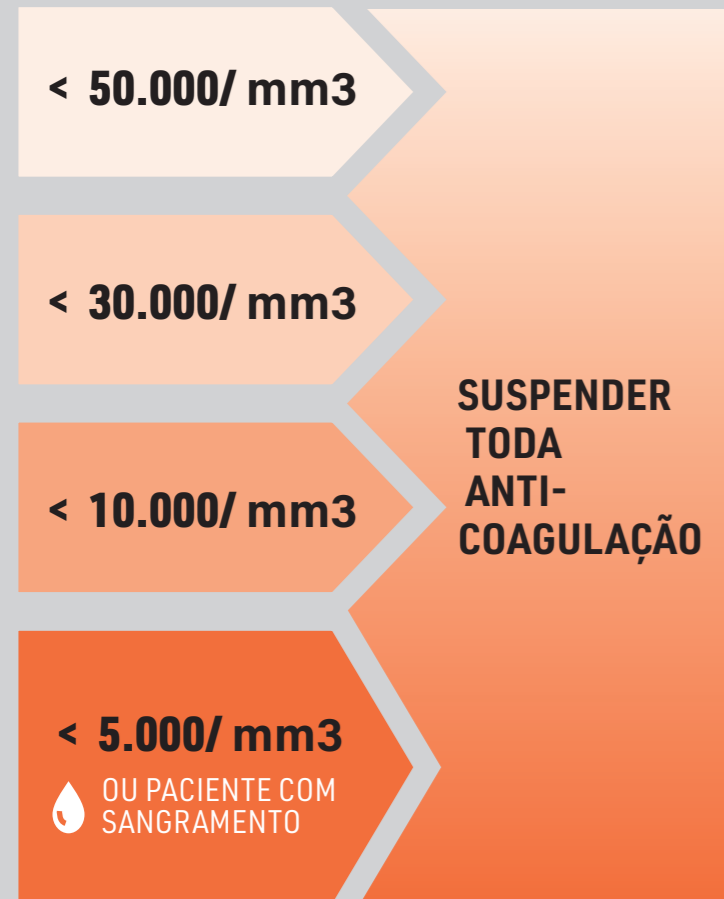 < 50.000/ mm3
< 30.000/ mm3
< 10.000/ mm3
< 5.000/ mm3
OU PACIENTE COM
SANGRAMENTO
SUSPENDER
TODA
ANTI-
COAGULAÇÃO